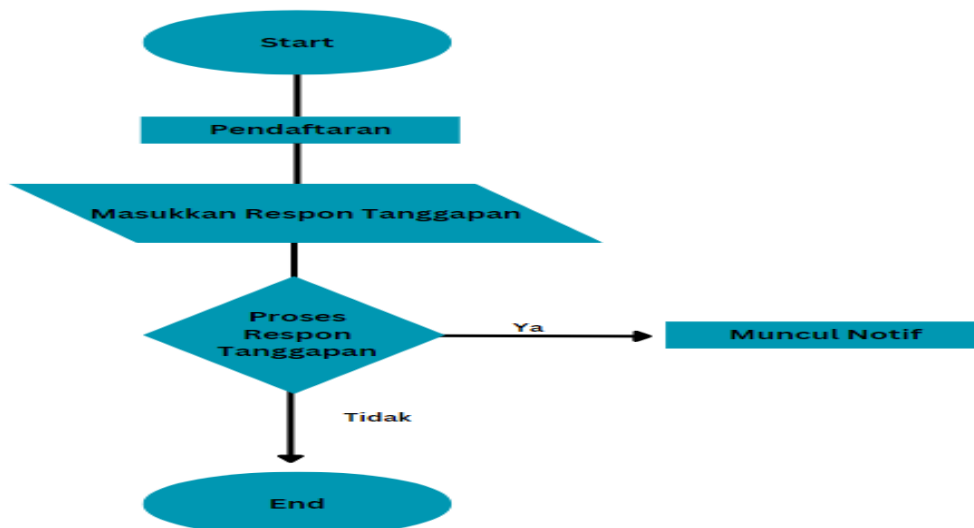 Start
Pendaftaran
Masukkan Respon Tanggapan
Proses
Respon
Tanggapan
Ya
Muncul Notif
Tidak
End